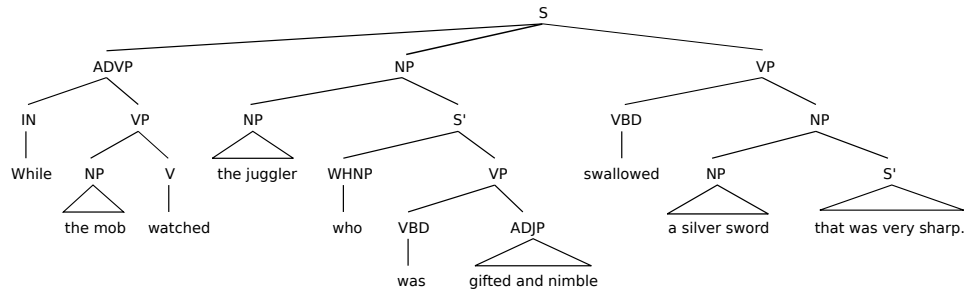 S
ADVP NP VP
IN VP NP S' VBD NP
While NP V the juggler WHNP VP swallowed NP S'
the mob watched who VBD ADJP a silver sword that was very sharp.
was gifted and nimble